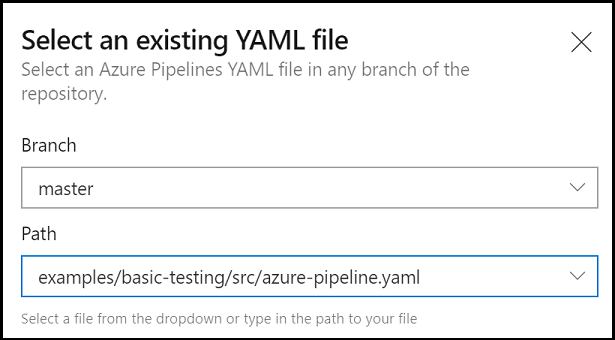 Select an existing YAML file
Select an Azure Pipelines YAML file in any branch of the
repository.
Branch
master
Path
examples/basic-testing/src/azure-pipeline.yaml
Select a file from the dropdown or type in the path to your file